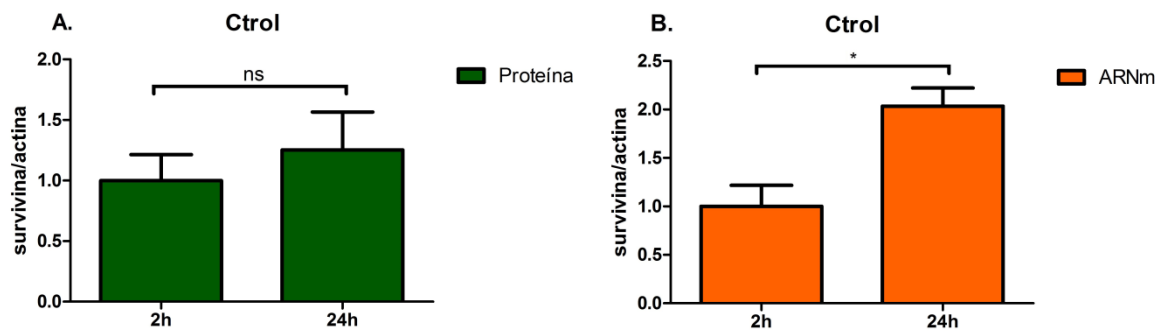 A.
Ctrol
ns
Proteína
survivina/actina
2.0
1.5
1.0
0.5
0.0
2h 24h
B.
Ctrol
*
ARNm
survivina/actina
2.5
2.0
1.5
1.0
0.5
0.0
2h 24h